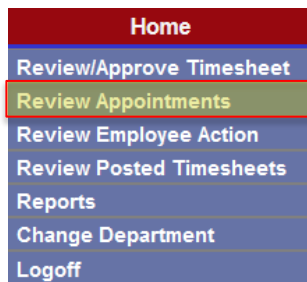 Home
Review/Approve Timesheet
Review Appointments
Review Employee Action
Review Posted Timesheets
Reports
Change Department
Logoff